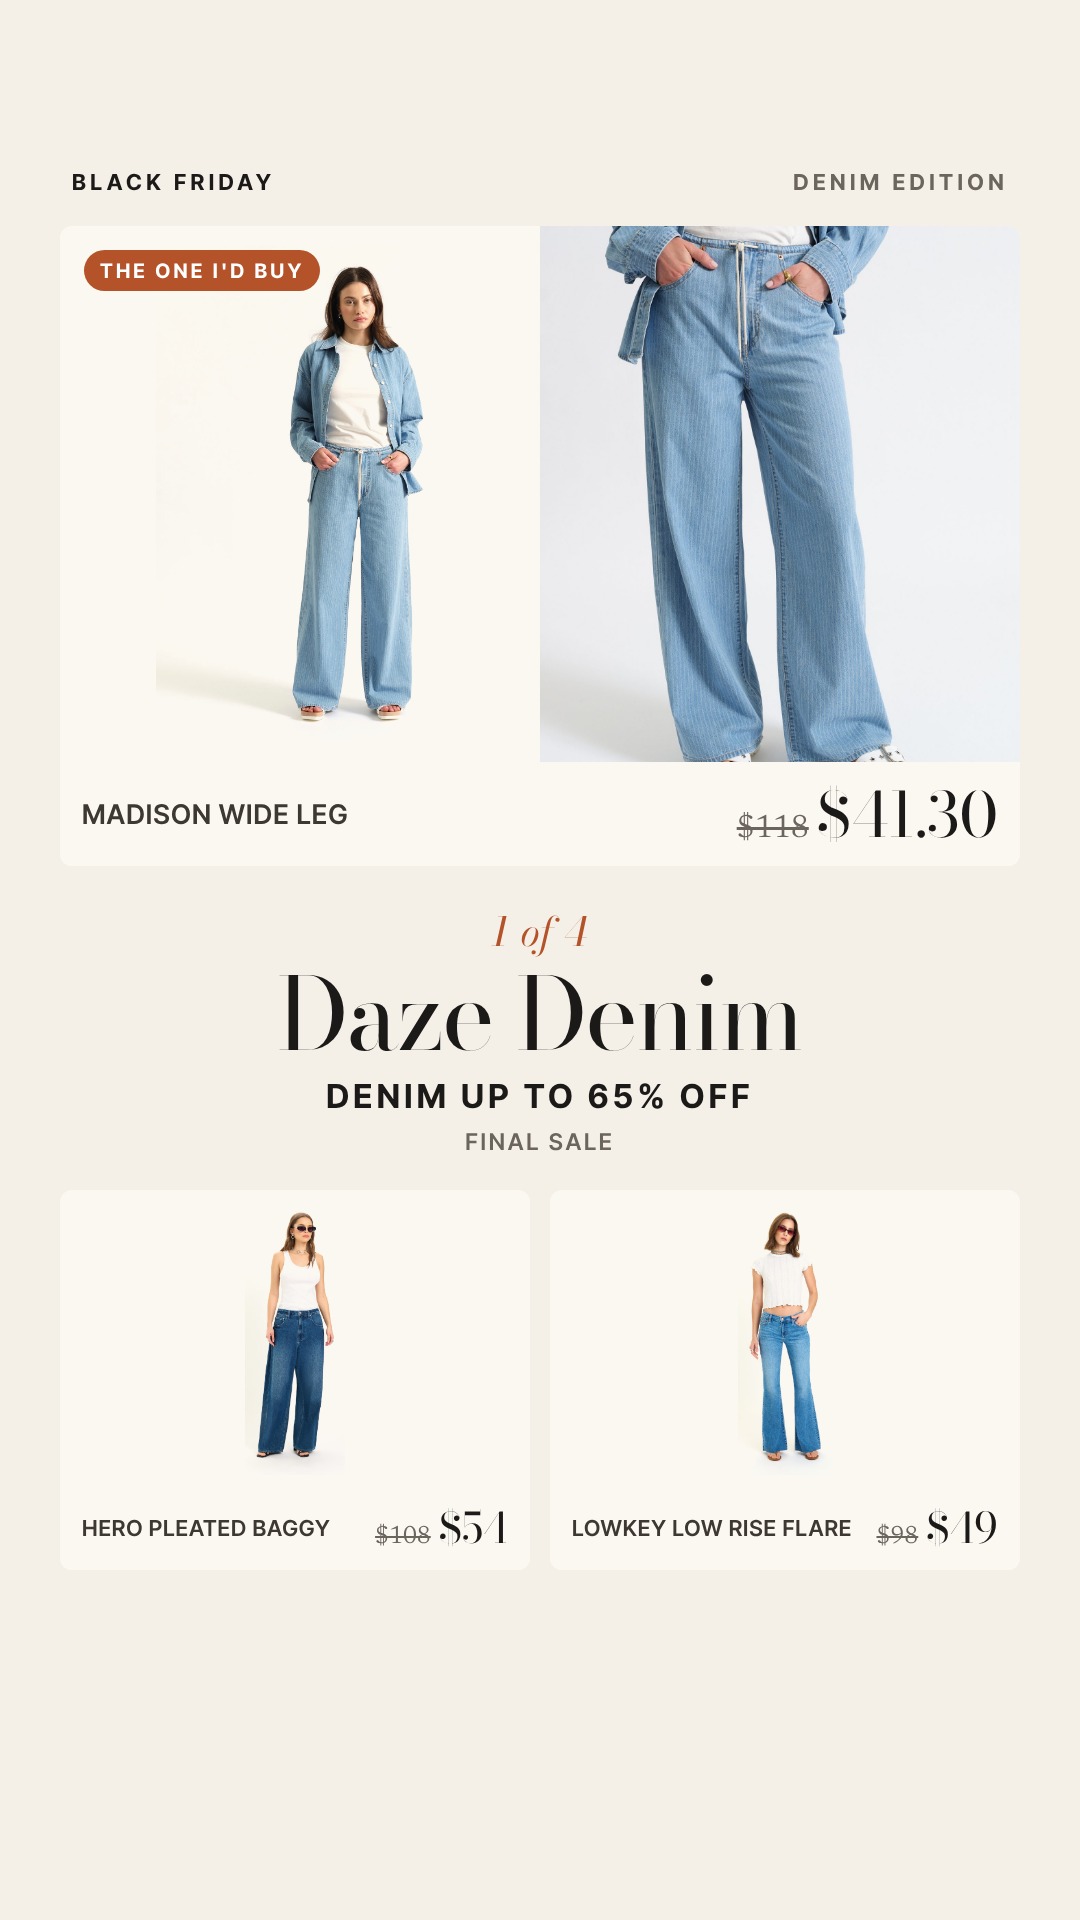 BLACK FRIDAY
DENIM EDITION
THE ONE I'D BUY
MADISON WIDE LEG
$118 $41.30
1 of 4
Daze Denim
DENIM UP TO 65% OFF
FINAL SALE
HERO PLEATED BAGGY
$108 $54
LOWKEY LOW RISE FLARE
$98 $49